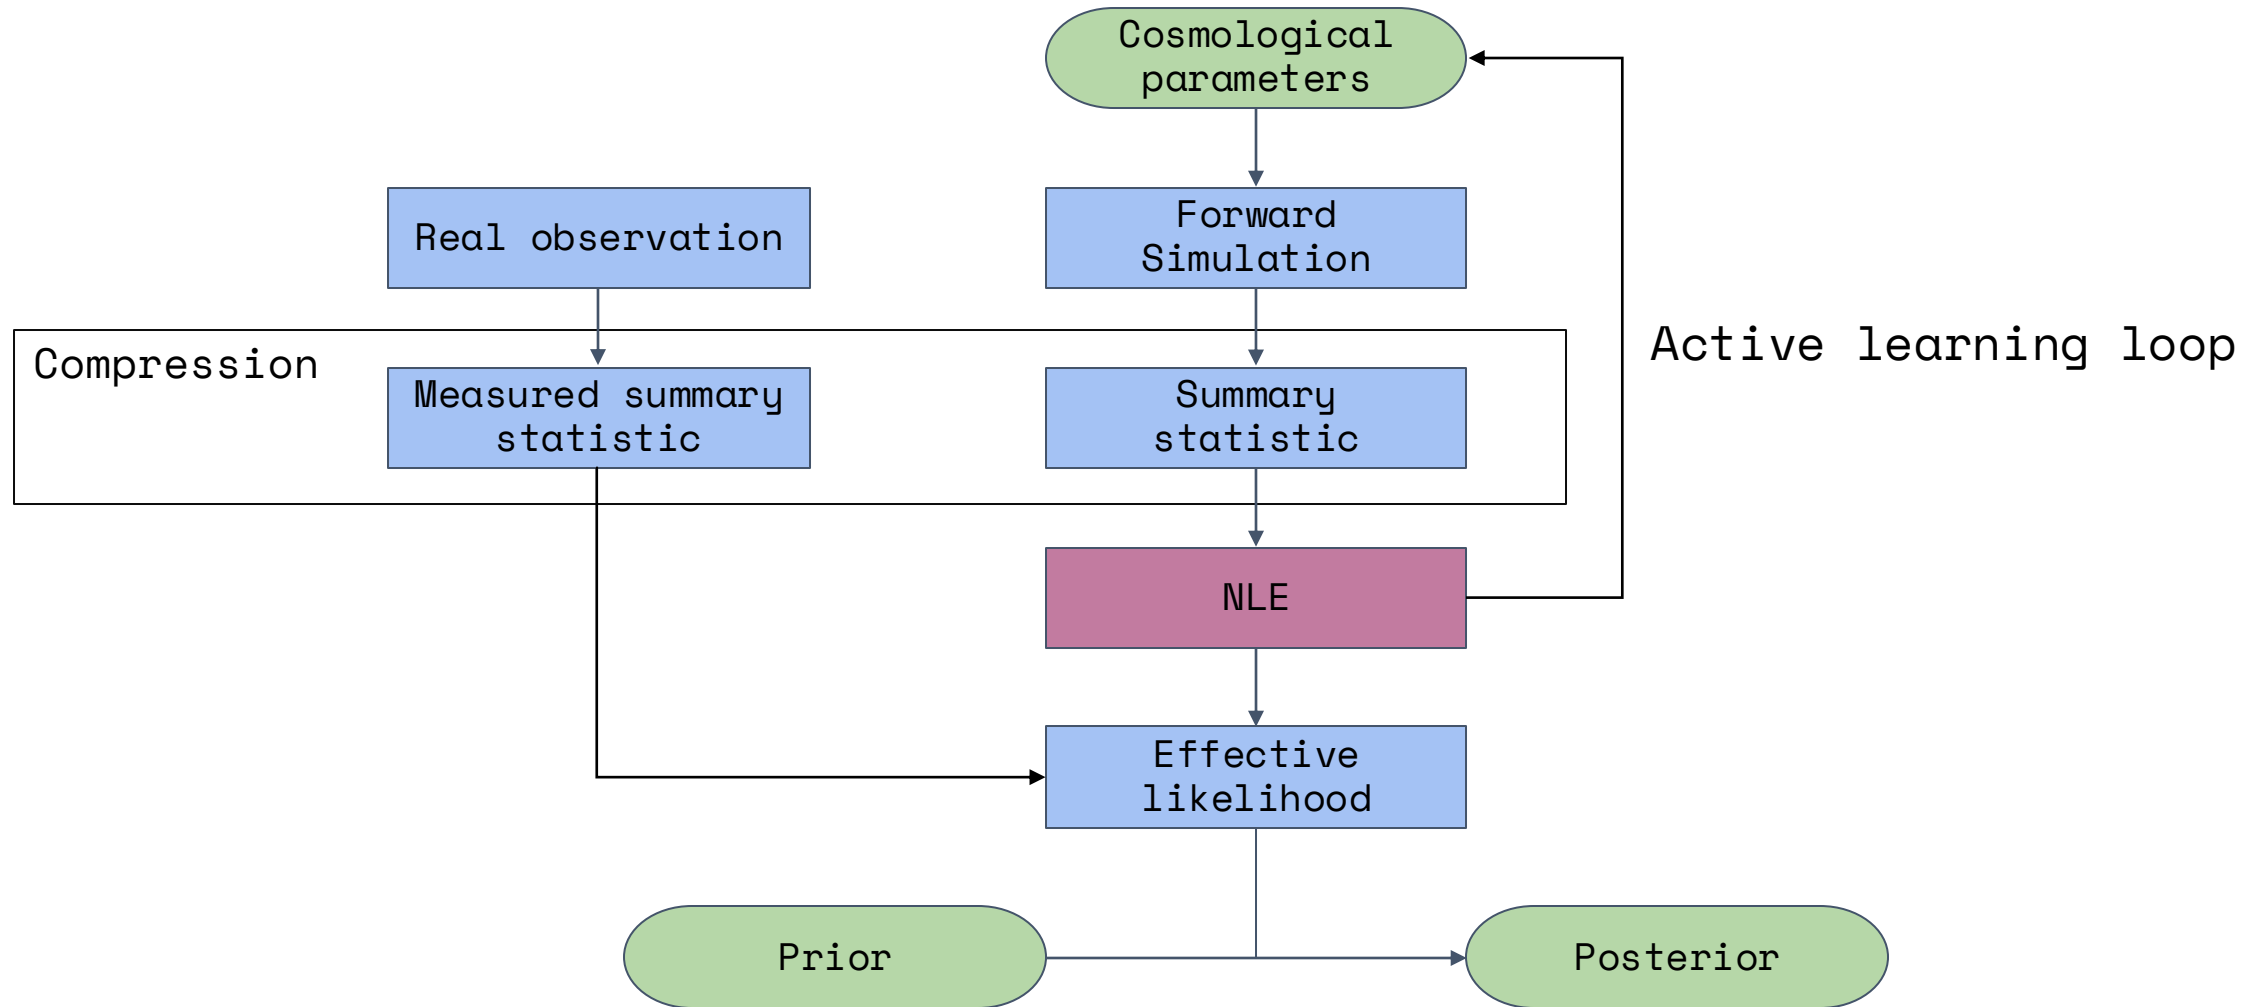 Cosmological
parameters
Real observation
Forward
Simulation
Compression
Active learning loop
Measured summary
statistic
Summary
statistic
NLE
Effective
likelihood
Prior
Posterior